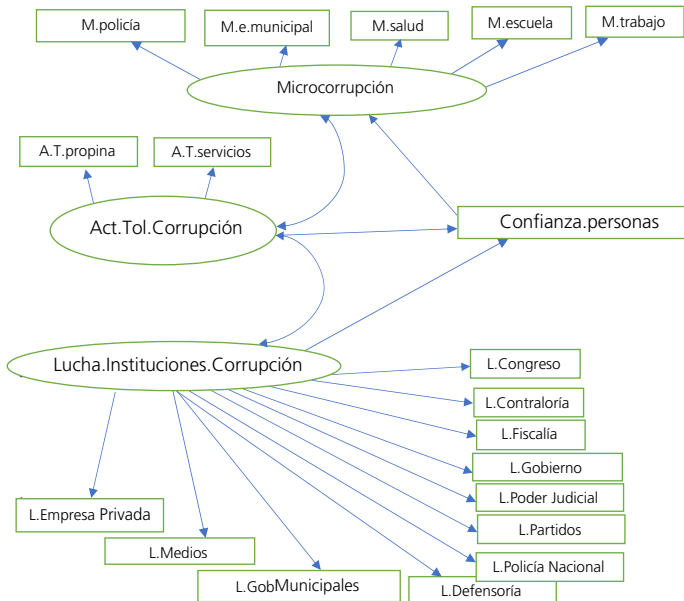 M.policía
M.e.municipal
M.salud
M.escuela
M.trabajo
Microcorrupción
A.T.propina
A.T.servicios
Act.Tol.Corrupción
Confianza.personas
Lucha.Instituciones.Corrupción
L.Congreso
L.Contraloría
L.Fiscalía
L.Gobierno
L.Poder Judicial
L.Partidos
L.Policía Nacional
L.Defensoría
L.GobMunicipales
L.Medios
L.Empresa Privada